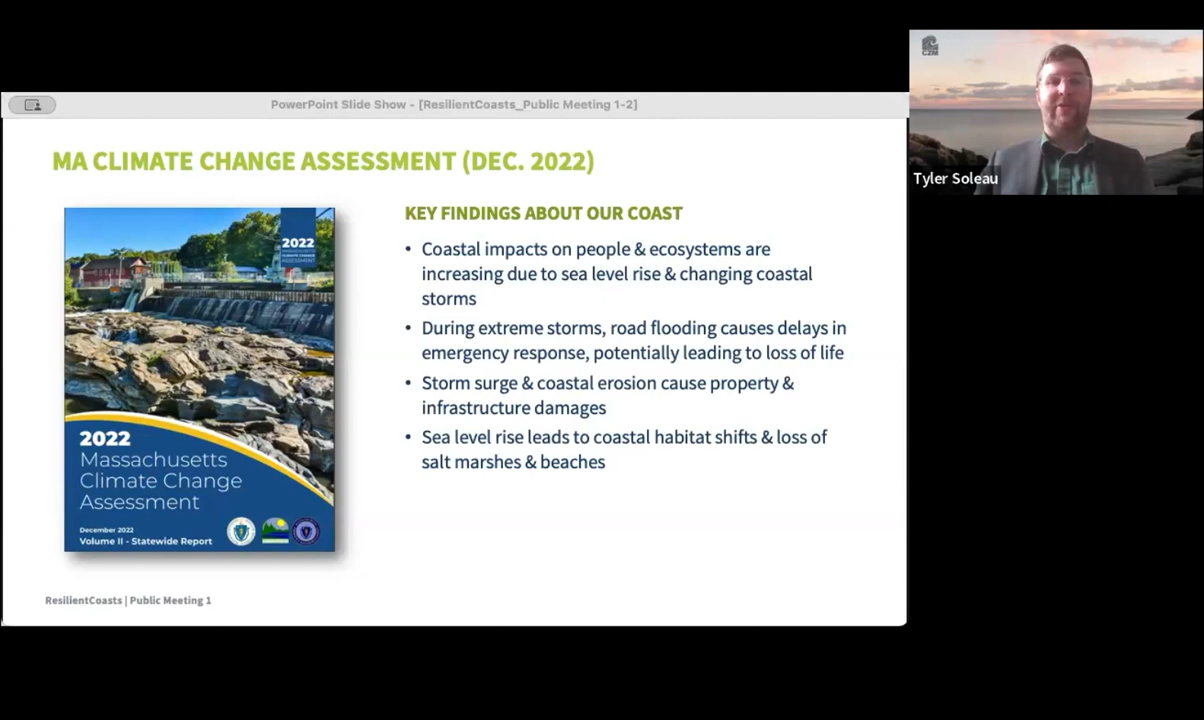 PowerPoint Slide Show - [ResilientCoasts_Public Meeting 1-2]
MA CLIMATE CHANGE ASSESSMENT (DEC. 2022)
2022
CLIMATE CHANGE
ASSESSMENT
2022
Massachusetts
Climate Change
Assessment
December 2022
Volume II - Statewide Report
KEY FINDINGS ABOUT OUR COAST
• Coastal impacts on people & ecosystems are
increasing due to sea level rise & changing coastal
storms
• During extreme storms, road flooding causes delays in
emergency response, potentially leading to loss of life
• Storm surge & coastal erosion cause property &
infrastructure damages
• Sea level rise leads to coastal habitat shifts & loss of
salt marshes & beaches
ResilientCoasts | Public Meeting 1
CZM
Tyler Soleau